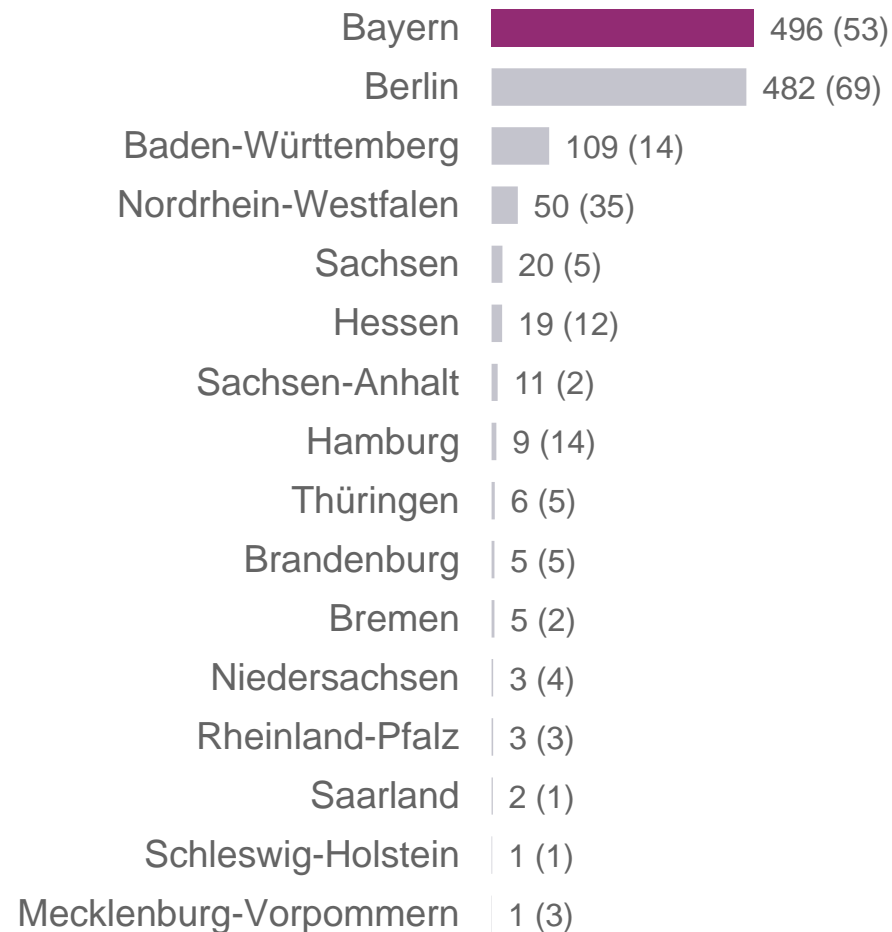 Bayern 496 (53)
Berlin 482 (69)
Baden-Württemberg 109 (14)
Nordrhein-Westfalen 50 (35)
Sachsen 20 (5)
Hessen 19 (12)
Sachsen-Anhalt 11 (2)
Hamburg 9 (14)
Thüringen 6 (5)
Brandenburg 5 (5)
Bremen 5 (2)
Niedersachsen 3 (4)
Rheinland-Pfalz 3 (3)
Saarland 2 (1)
Schleswig-Holstein 1 (1)
Mecklenburg-Vorpommern 1 (3)